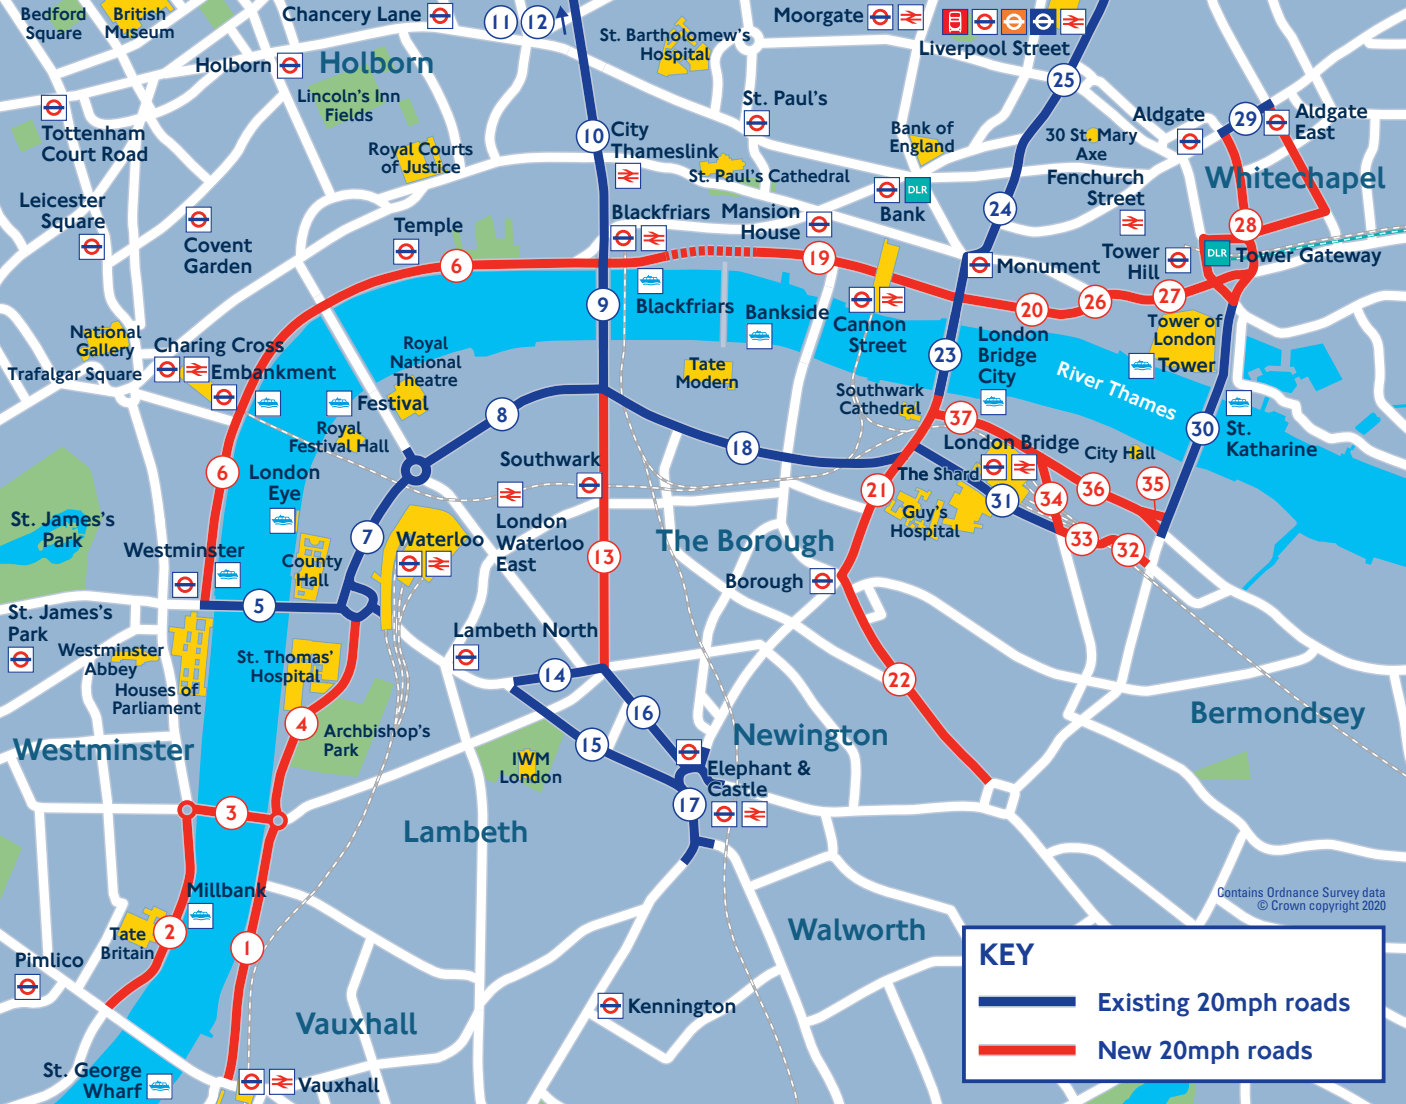 Bedford
Square
British
Museum
Chancery Lane
11
12
St. Bartholomew's
Hospital
Moorgate
Liverpool Street
Holborn
Holborn
Lincoln's Inn
Fields
25
Tottenham
Court Road
St. Paul's
10
City
Thameslink
Royal Courts
of Justice
Bank of
England
30 St. Mary
Axe
Aldgate
29
Aldgate
East
St. Paul's Cathedral
Fenchurch
Street
Whitechapel
DLR
Bank
24
Leicester
Square
Covent
Garden
Temple
Blackfriars
Mansion
House
28
6
19
Monument
Tower
Hill
DLR
Tower Gateway
9
Blackfriars
Bankside
Cannon
Street
20
26
27
National
Gallery
Trafalgar Square
Charing Cross
Embankment
Royal
National
Theatre
Tate
Modern
23
London
Bridge
City
Tower of
London
Tower
River Thames
Festival
Royal
Festival Hall
8
Southwark
Cathedral
37
18
London Bridge
City Hall
30
St.
Katharine
6
London
Eye
Southwark
The Shard
21
31
34
36
35
Guy's
Hospital
St. James's
Park
Westminster
7
Waterloo
London
Waterloo
East
13
The Borough
33
32
County
Hall
5
Borough
St. James's
Park
Westminster
Abbey
Houses of
Parliament
St. Thomas'
Hospital
Lambeth North
14
16
22
4
Archbishop's
Park
15
IWM
London
Newington
Bermondsey
Westminster
Elephant &
Castle
17
3
Lambeth
Millbank
2
Tate
Britain
1
Pimlico
Walworth
Contains Ordnance Survey data
© Crown copyright 2020
KEY
Existing 20mph roads
New 20mph roads
Kennington
Vauxhall
St. George
Wharf
Vauxhall